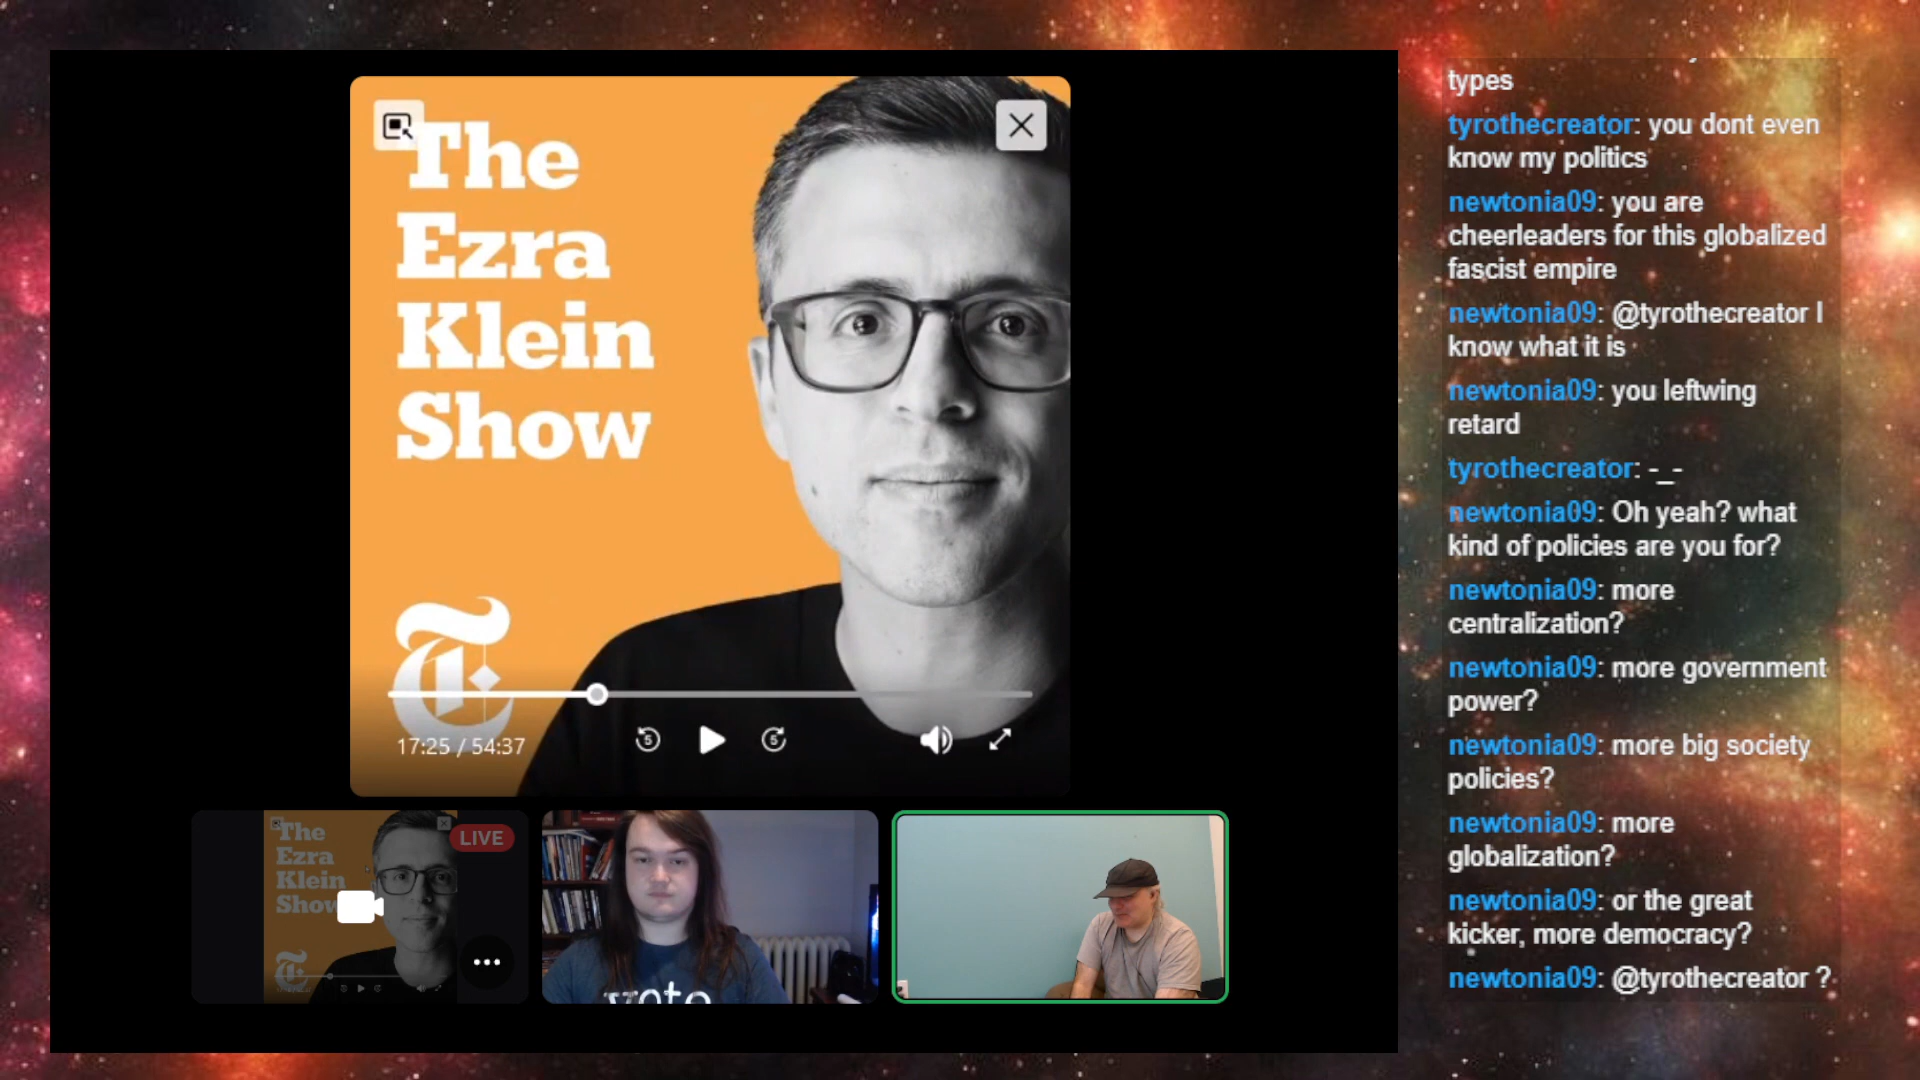 The
Ezra
Klein
Show
17:25 / 54:37
5
5
The
Ezra
Klein
Show
LIVE
vote
types
tyrothecreator: you dont even
know my politics
newtonia09: you are
cheerleaders for this globalized
fascist empire
newtonia09: @tyrothecreator I
know what it is
newtonia09: you leftwing
retard
tyrothecreator: -_-
newtonia09: Oh yeah? what
kind of policies are you for?
newtonia09: more
centralization?
newtonia09: more government
power?
newtonia09: more big society
policies?
newtonia09: more
globalization?
newtonia09: or the great
kicker, more democracy?
newtonia09: @tyrothecreator ?